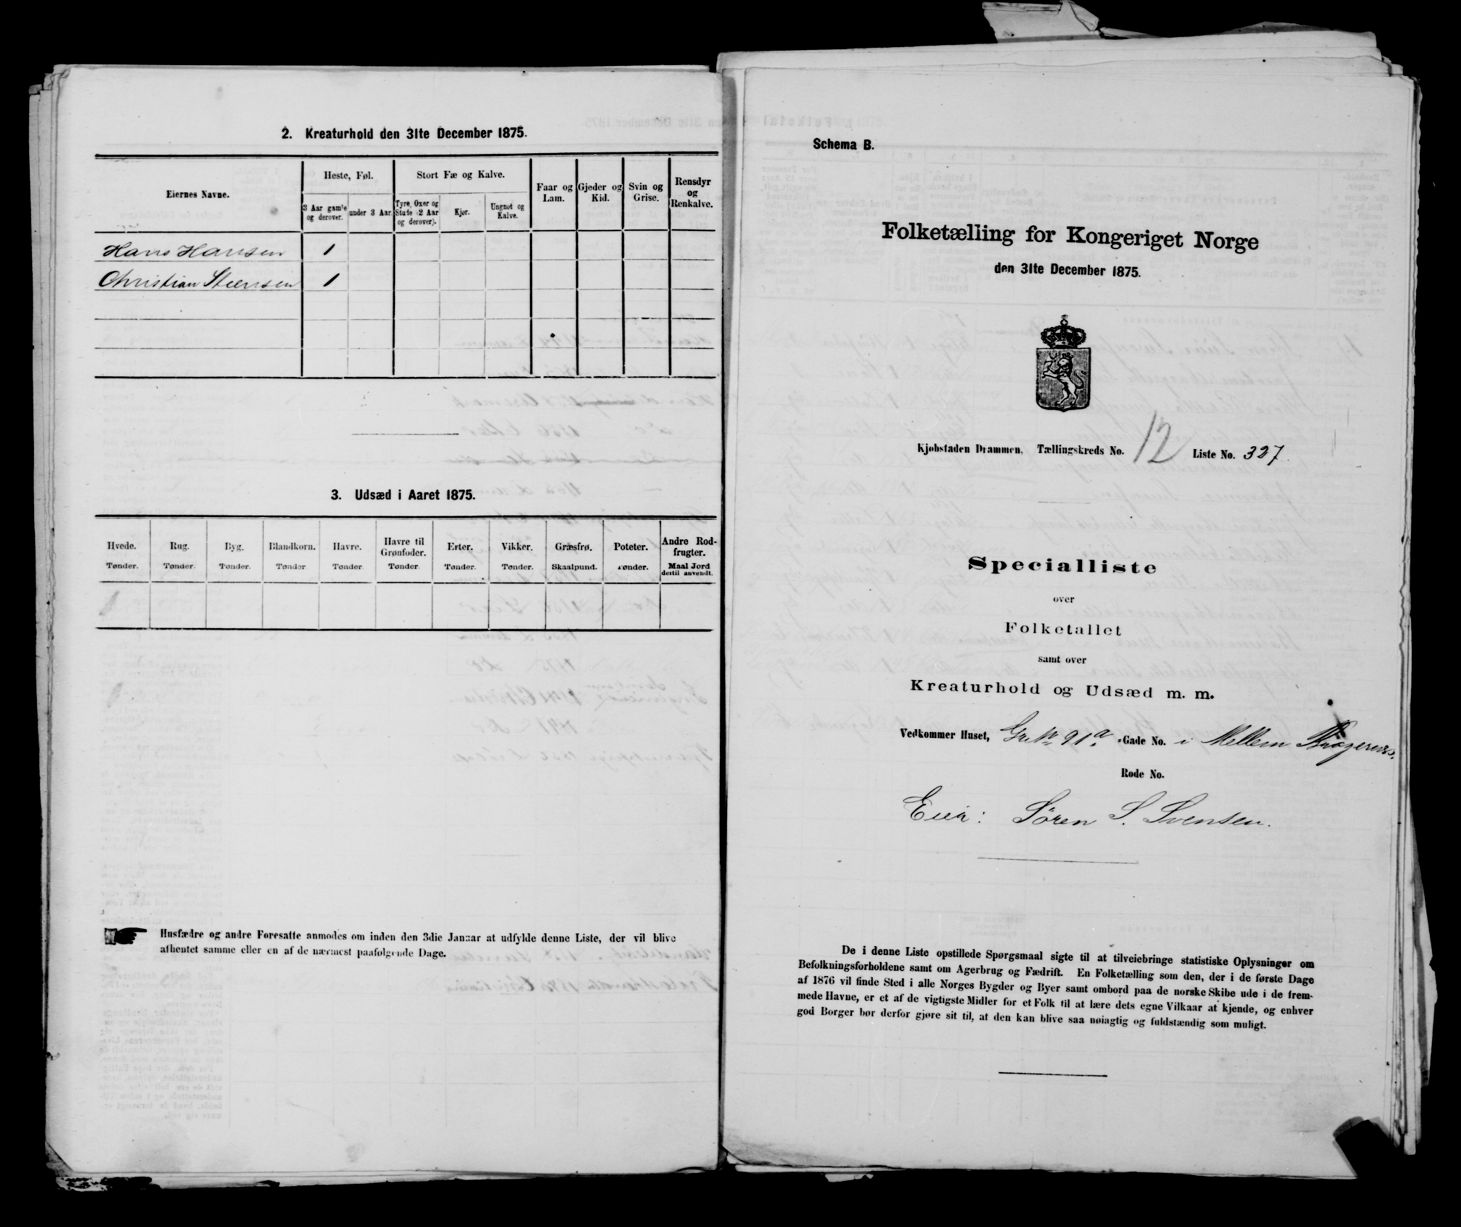 2. Kreaturhold den 31te December 1875.
Eiernes Navne.
Heste, Føl.
Stort Fæ og Kalve.
Faar og Lam.
Gjeder og Kid.
Svin og Grise.
Rensdyr og Renkalve.
3 Aar gamle og derover.
under 3 Aar.
Tyre, Oxer og Stude (2 Aar og derover).
Kjør.
Ungnøt og Kalve.
Hans Hansen 1
Christian Steensen 1
3. Udsæd i Aaret 1875.
Hvede. Rug. Byg. Blandkorn. Havre. Havre til Grønfoder. Erter. Vikker. Græsfrø. Poteter. Andre Rodfrugter.
Tønder. Tønder. Tønder. Tønder. Tønder. Tønder. Tønder. Tønder. Skaalpund. Tønder. Maal Jord dertil anvendt.
Husfædre og andre Foresatte anmodes om inden den 3die Januar at udfylde denne Liste, der vil blive
afhentet samme eller en af de nærmest paafølgende Dage.
Schema B.
Folketælling for Kongeriget Norge
den 31te December 1875.
Kjøbstaden Drammen. Tællingskreds No. 12 Liste No. 327.
Specialliste
over
Folketallet
samt over
Kreaturhold og Udsæd m. m.
Vedkommer Huset, Gr. No 91a. Gade No. i Mellem Bragernes.
Rode No.
Eier: Søren S. Svensen.
De i denne Liste opstillede Spørgsmaal sigte til at tilveiebringe statistiske Oplysninger om
Befolkningsforholdene samt om Agerbrug og Fædrift. En Folketælling som den, der i de første Dage
af 1876 vil finde Sted i alle Norges Bygder og Byer samt ombord paa de norske Skibe ude i de frem-
mede Havne, er et af de vigtigste Midler for et Folk til at lære dets egne Vilkaar at kjende, og enhver
god Borger bør derfor gjøre sit til, at den kan blive saa nøiagtig og fuldstændig som muligt.